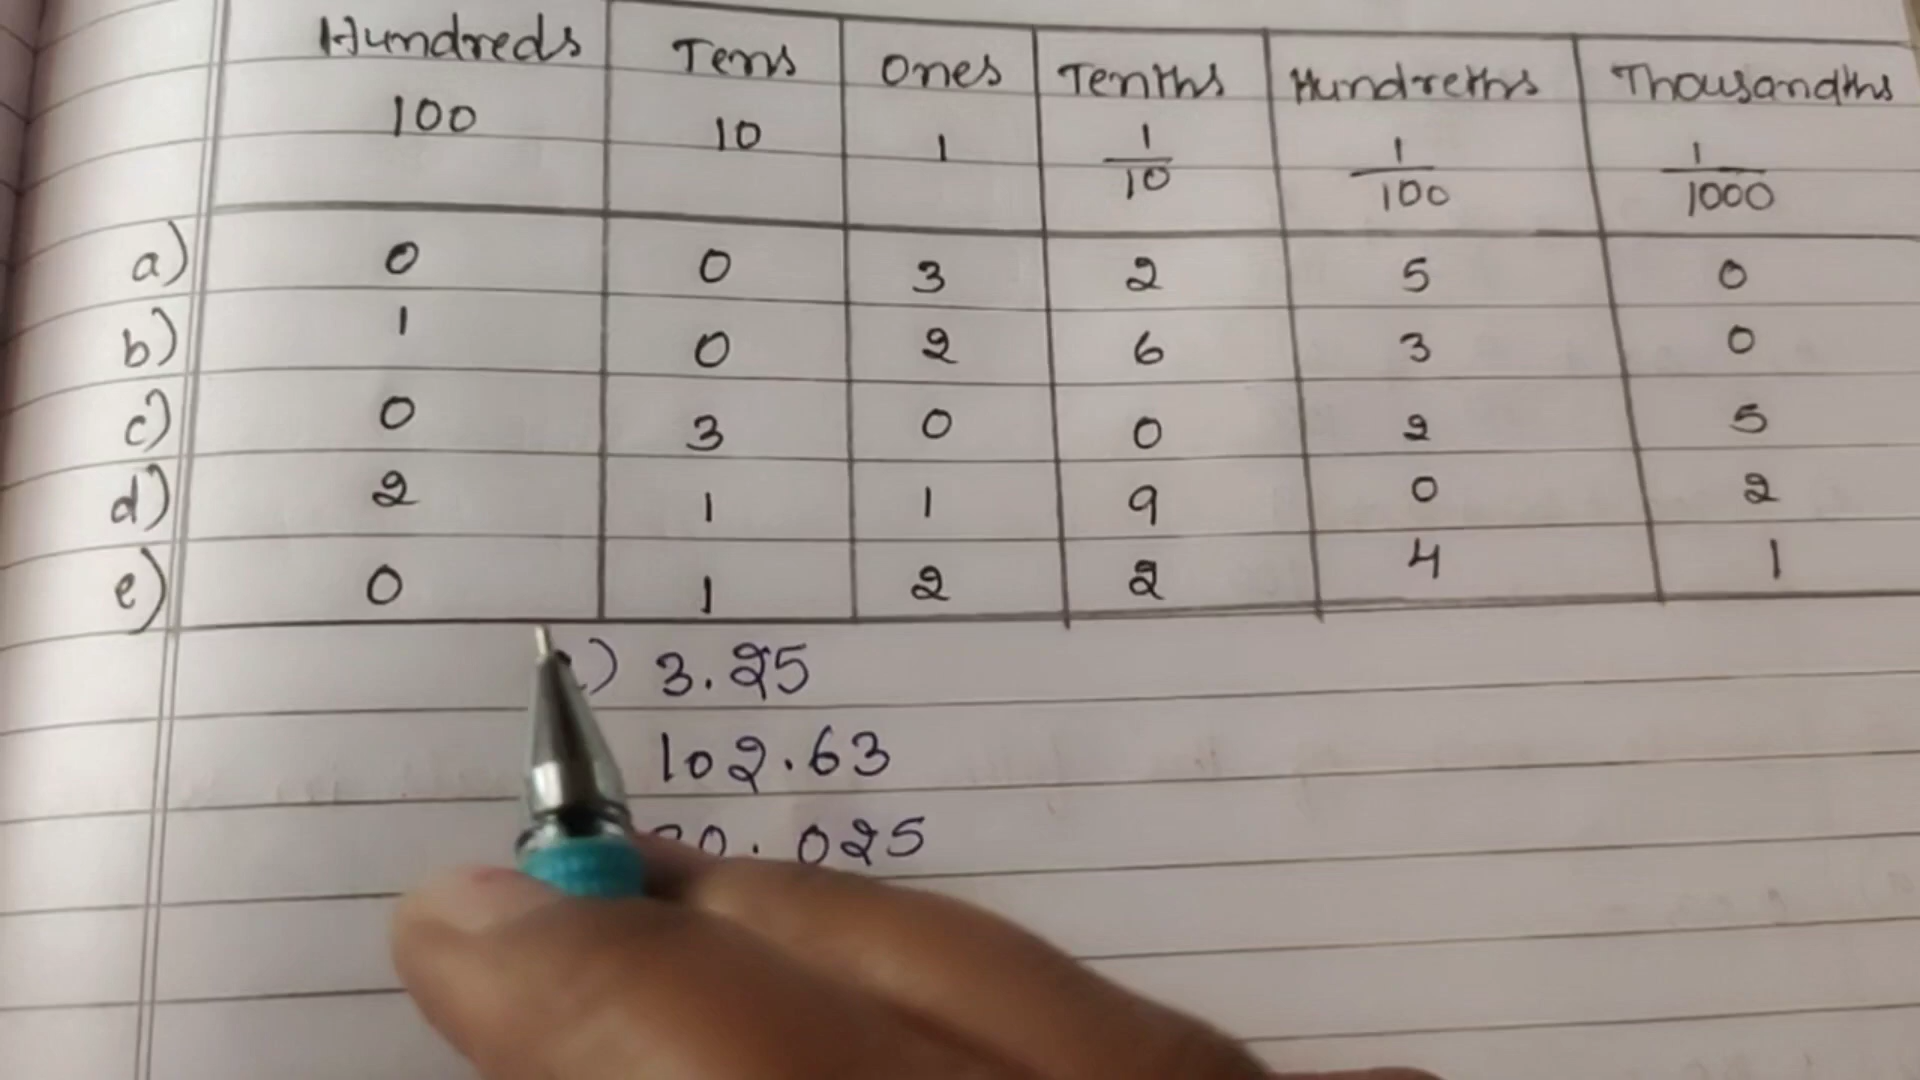 Hundreds Tens Ones Tenths Hundreths Thousandths
100 10 1 1/10 1/100 1/1000
a) 0 0 3 2 5 0
b) 1 0 2 6 3 0
c) 0 3 0 0 2 5
d) 2 1 1 9 0 2
e) 0 1 2 2 4 1
) 3.25
102.63
30.025